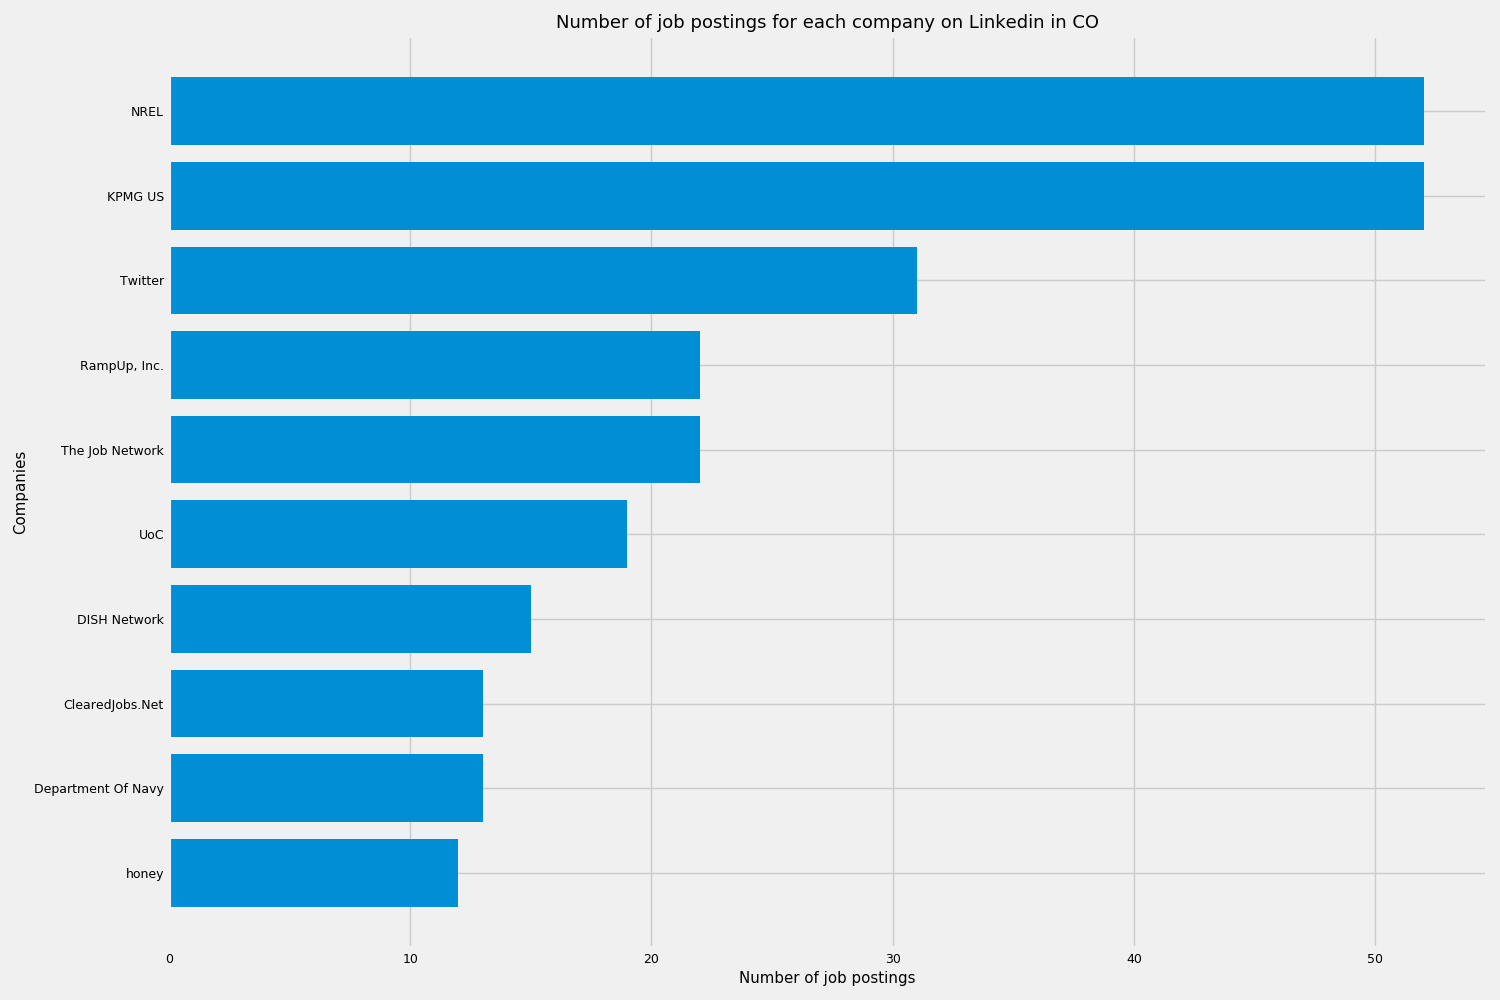 Number of job postings for each company on Linkedin in CO
NREL
KPMG US
Twitter
RampUp, Inc.
The Job Network
UoC
DISH Network
ClearedJobs.Net
Department Of Navy
honey
Companies
0 10 20 30 40 50
Number of job postings